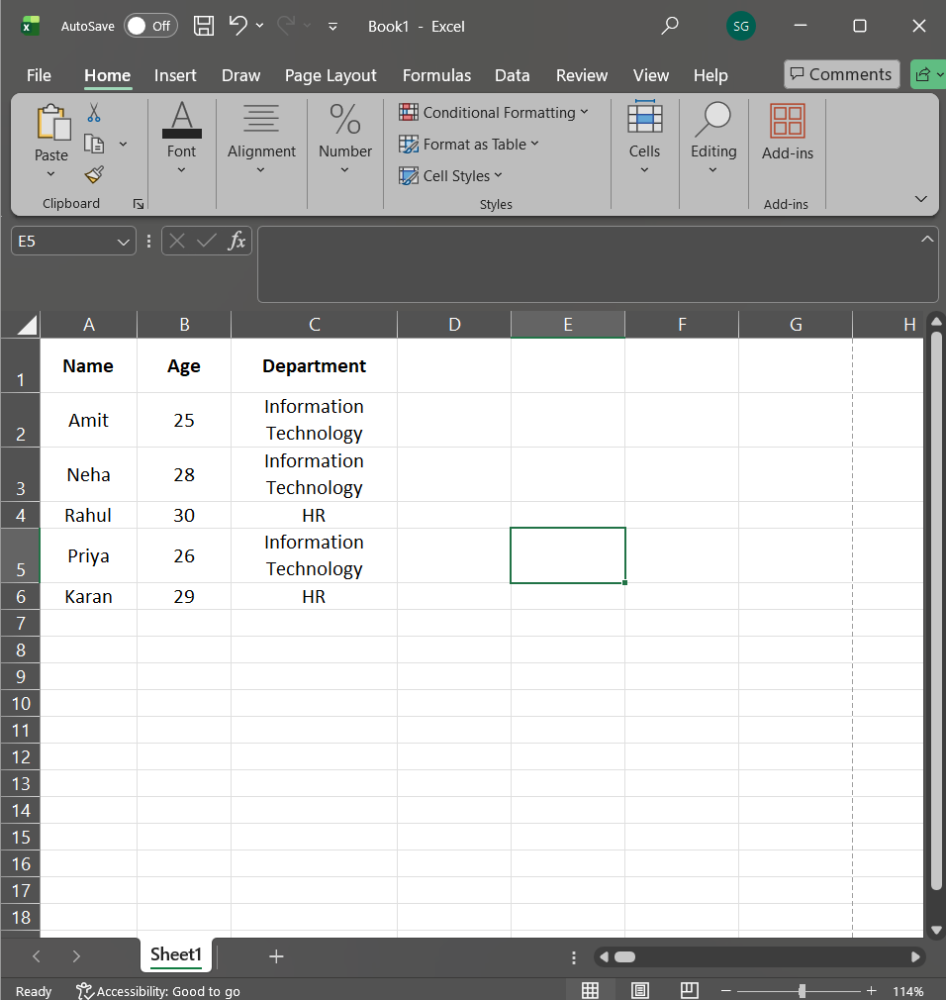 AutoSave Off Book1 - Excel SG
File Home Insert Draw Page Layout Formulas Data Review View Help Comments
Paste
Clipboard
Font
Alignment
Number
Conditional Formatting
Format as Table
Cell Styles
Styles
Cells
Editing
Add-ins
Add-ins
E5 fx
A B C D E F G H
1 Name Age Department
2 Amit 25 Information
Technology
3 Neha 28 Information
Technology
4 Rahul 30 HR
5 Priya 26 Information
Technology
6 Karan 29 HR
7
8
9
10
11
12
13
14
15
16
17
18
Sheet1
Ready Accessibility: Good to go 114%